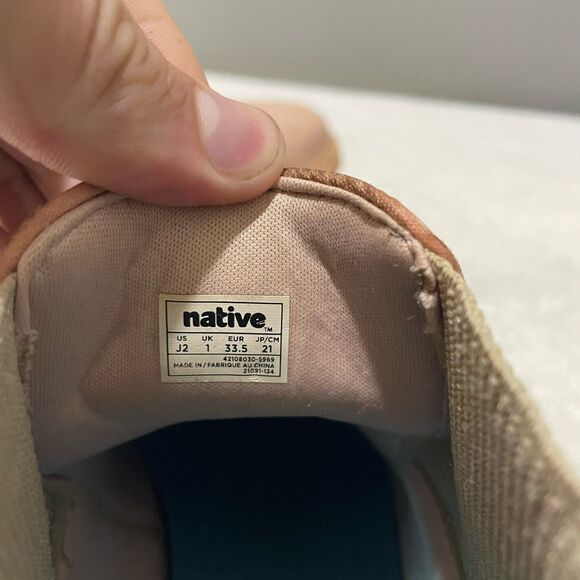 native™
US UK EUR JP/CM
J2 1 33.5 21
42108030-5969
MADE IN/FABRIQUE AU CHINA
21091-134